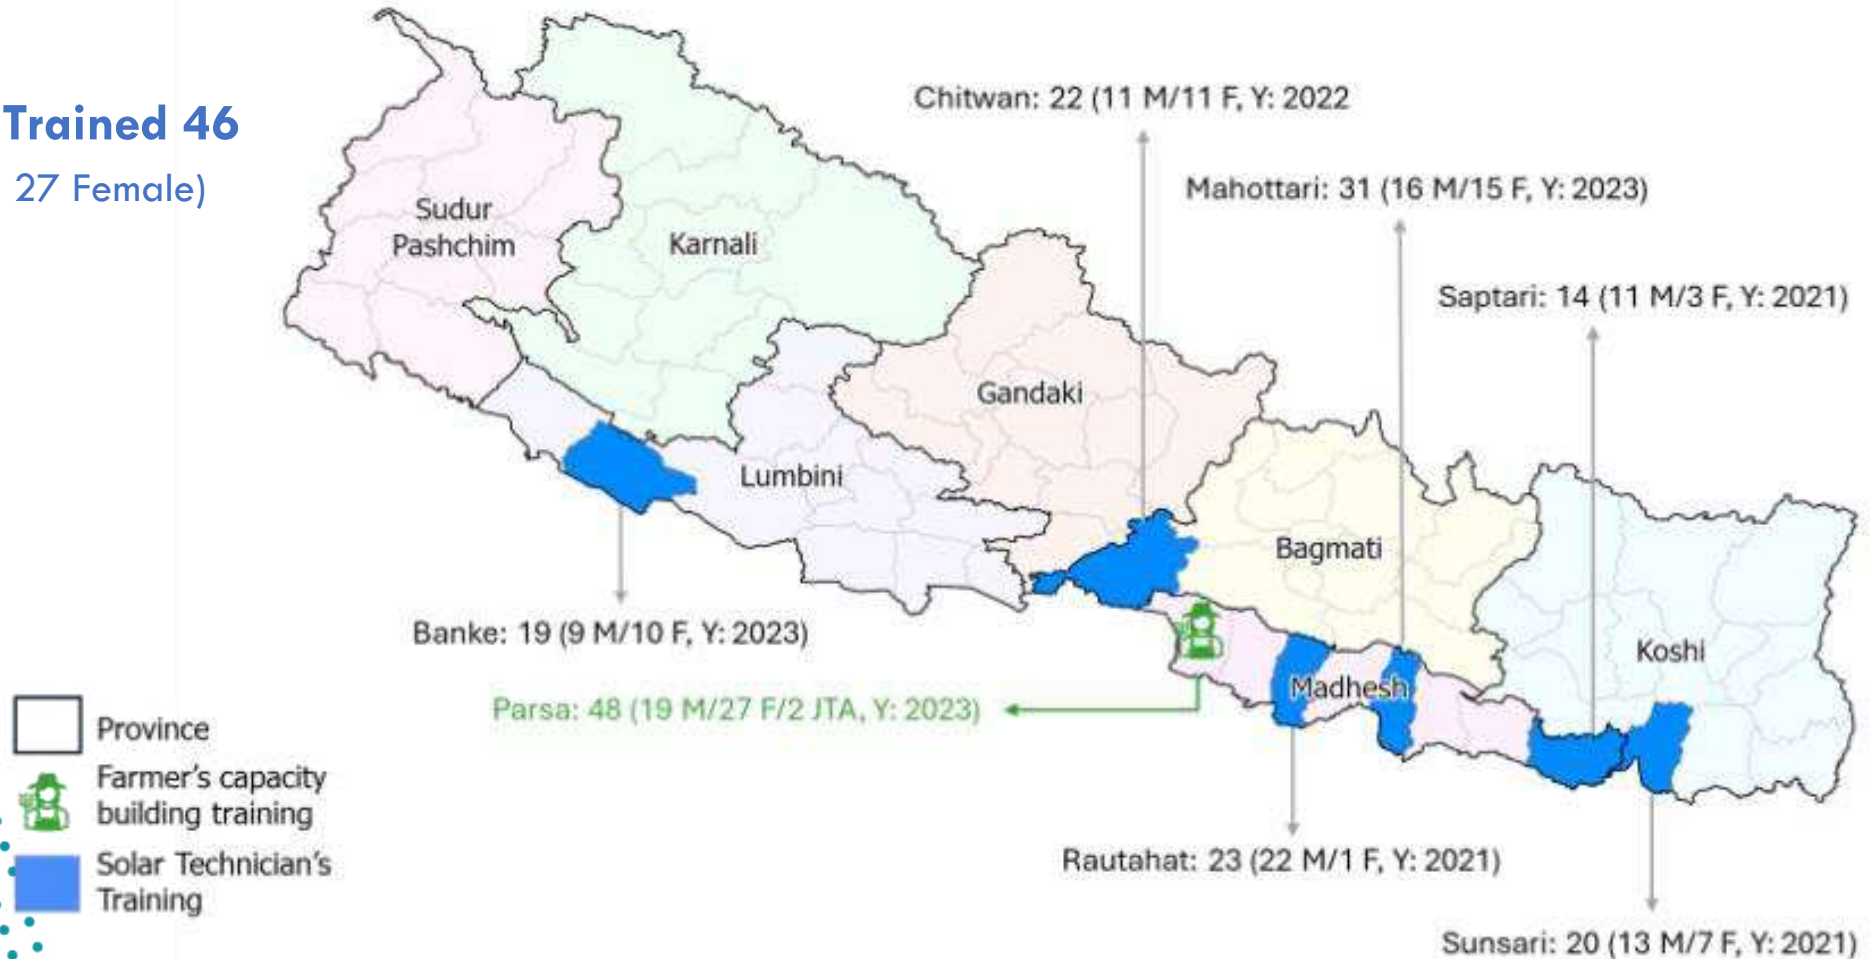 Trained 46
27 Female)
Chitwan: 22 (11 M/11 F, Y: 2022
Mahottari: 31 (16 M/15 F, Y: 2023)
Saptari: 14 (11 M/3 F, Y: 2021)
Sudur
Pashchim
Karnali
Gandaki
Lumbini
Bagmati
Koshi
Madhesh
Banke: 19 (9 M/10 F, Y: 2023)
Parsa: 48 (19 M/27 F/2 JTA, Y: 2023)
Rautahat: 23 (22 M/1 F, Y: 2021)
Sunsari: 20 (13 M/7 F, Y: 2021)
Province
Farmer's capacity
building training
Solar Technician's
Training